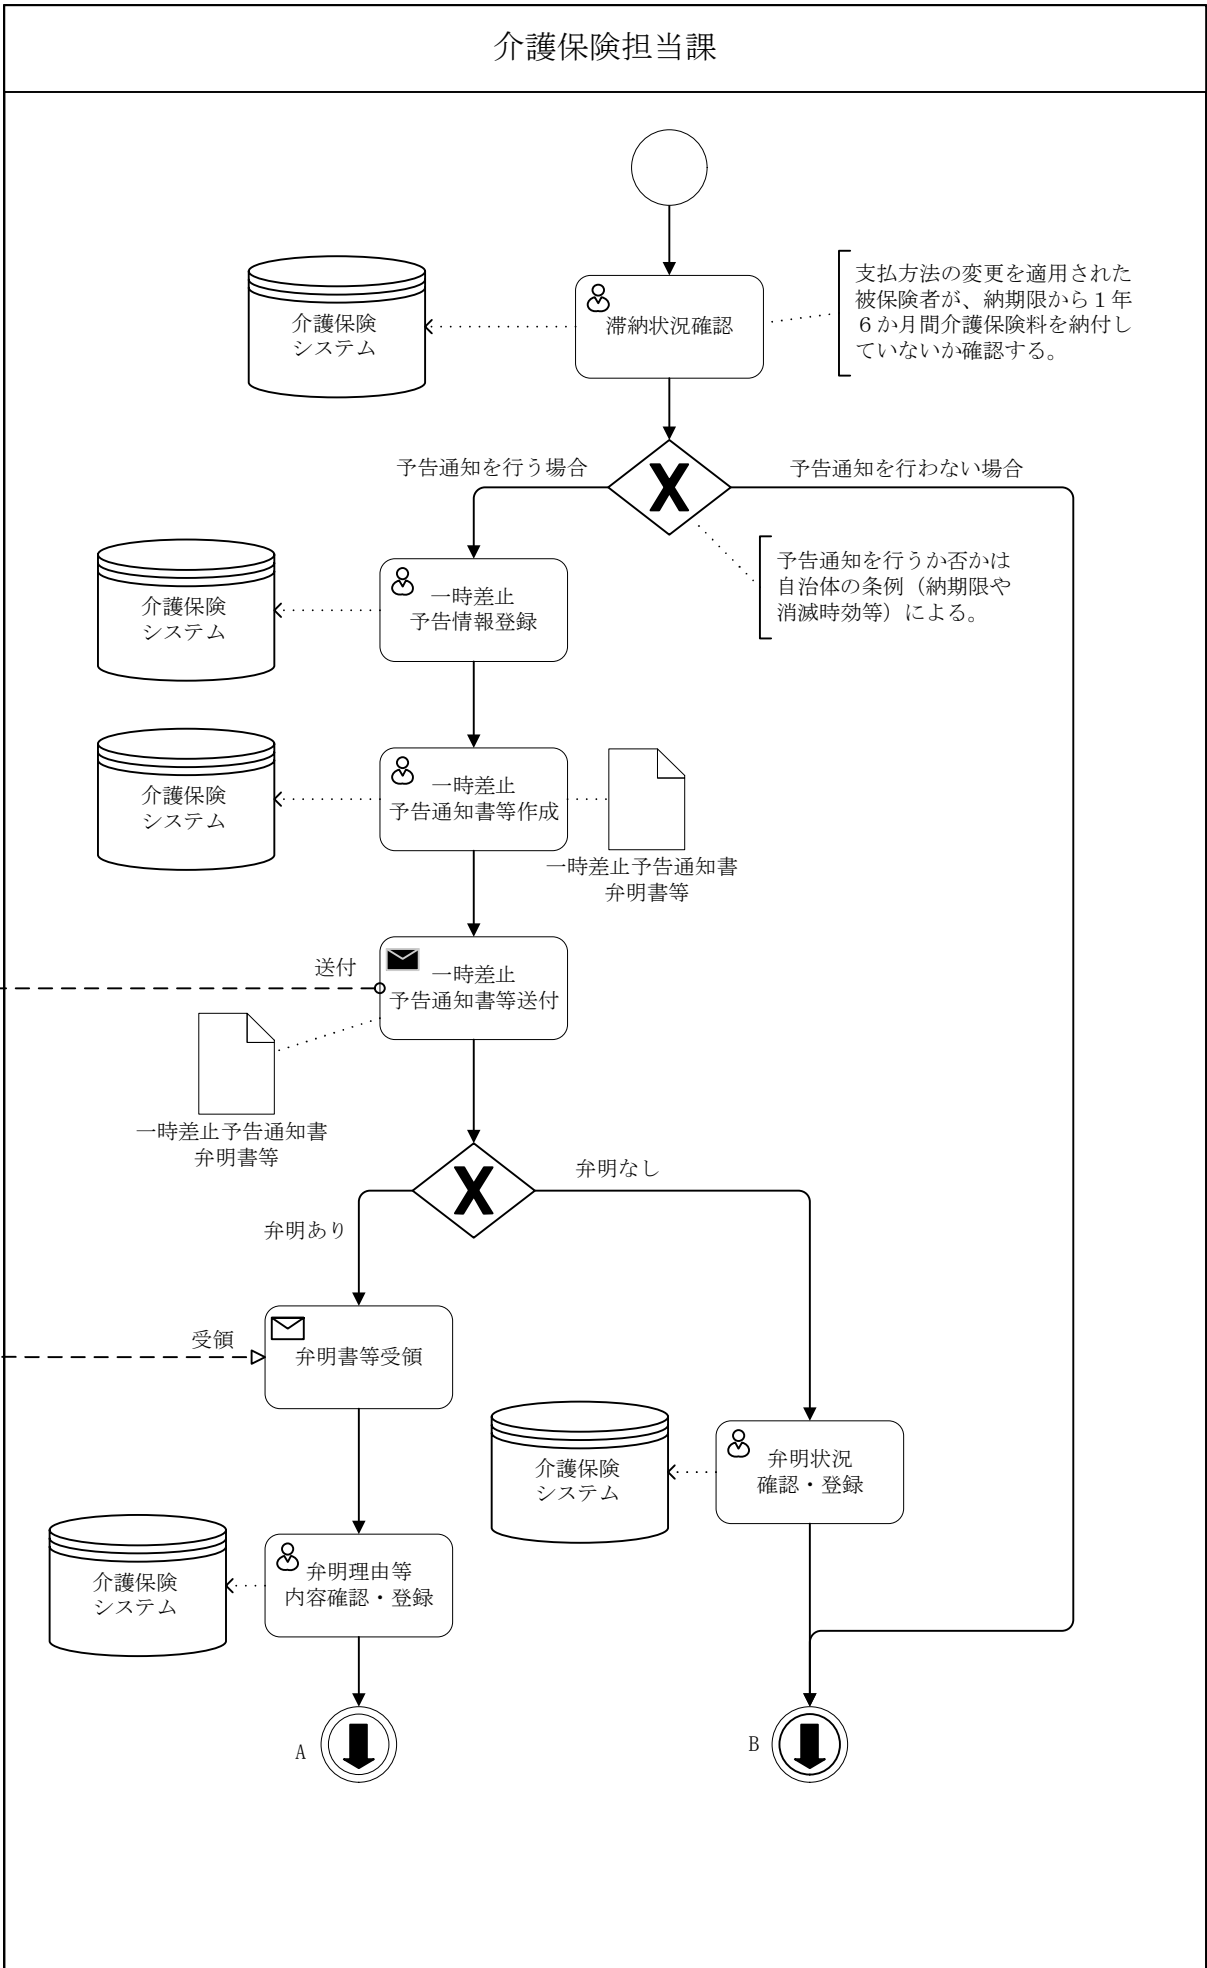 介護保険担当課
介護保険
システム
滞納状況確認
支払方法の変更を適用された
被保険者が、納期限から１年
６か月間介護保険料を納付し
ていないか確認する。
予告通知を行う場合
予告通知を行わない場合
予告通知を行うか否かは
自治体の条例（納期限や
消滅時効等）による。
介護保険
システム
一時差止
予告情報登録
介護保険
システム
一時差止
予告通知書等作成
一時差止予告通知書
弁明書等
送付
一時差止
予告通知書等送付
一時差止予告通知書
弁明書等
弁明なし
弁明あり
受領
弁明書等受領
介護保険
システム
弁明状況
確認・登録
介護保険
システム
弁明理由等
内容確認・登録
A
B